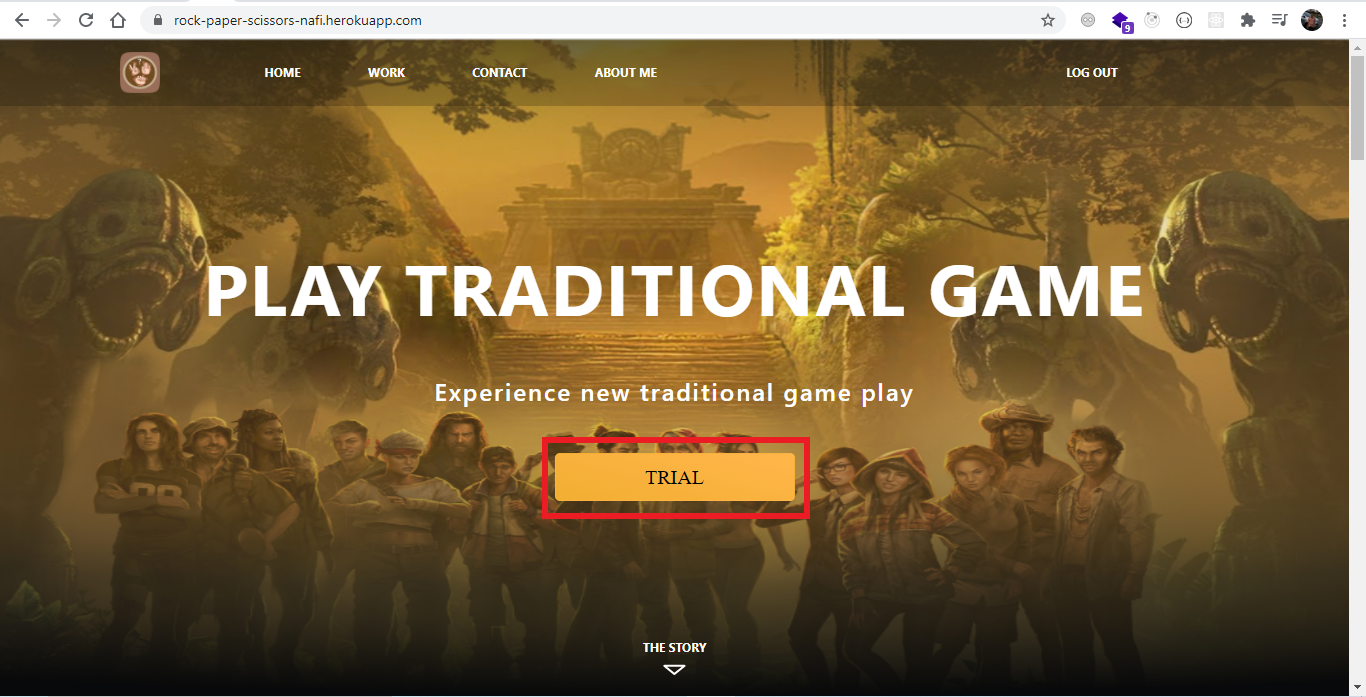 rock-paper-scissors-nafi.herokuapp.com
9
HOME WORK CONTACT ABOUT ME LOG OUT
PLAY TRADITIONAL GAME
Experience new traditional game play
TRIAL
THE STORY